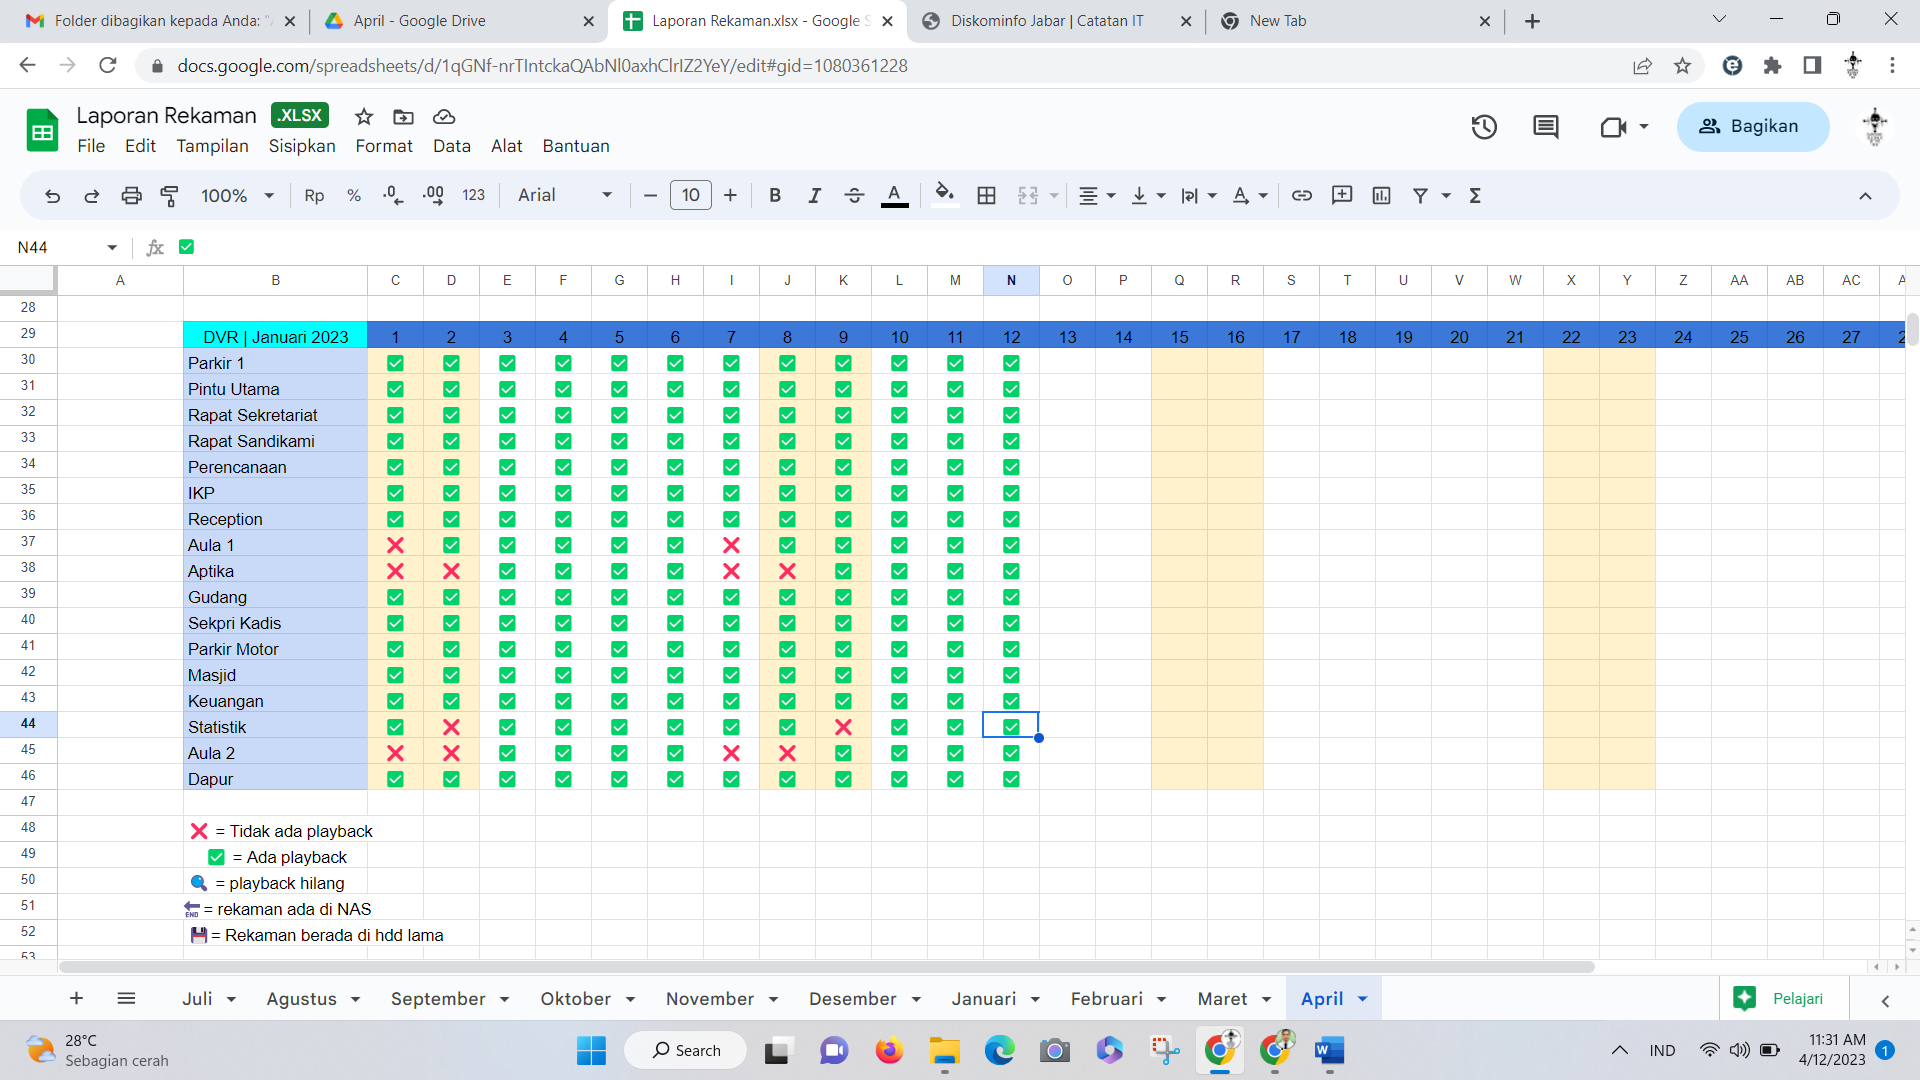 Folder dibagikan kepada Anda: "A
April - Google Drive
Laporan Rekaman.xlsx - Google S
Diskominfo Jabar | Catatan IT
New Tab
docs.google.com/spreadsheets/d/1qGNf-nrTIntckaQAbNl0axhClrIZ2YeY/edit#gid=1080361228
Laporan Rekaman .XLSX
File Edit Tampilan Sisipkan Format Data Alat Bantuan
Bagikan
100% Rp % .0 .00 123 Arial 10 B I S A Σ
N44 fx ✅
A B C D E F G H I J K L M N O P Q R S T U V W X Y Z AA AB AC A
28
29 DVR | Januari 2023 1 2 3 4 5 6 7 8 9 10 11 12 13 14 15 16 17 18 19 20 21 22 23 24 25 26 27 2
30 Parkir 1 ✅ ✅ ✅ ✅ ✅ ✅ ✅ ✅ ✅ ✅ ✅ ✅
31 Pintu Utama ✅ ✅ ✅ ✅ ✅ ✅ ✅ ✅ ✅ ✅ ✅ ✅
32 Rapat Sekretariat ✅ ✅ ✅ ✅ ✅ ✅ ✅ ✅ ✅ ✅ ✅ ✅
33 Rapat Sandikami ✅ ✅ ✅ ✅ ✅ ✅ ✅ ✅ ✅ ✅ ✅ ✅
34 Perencanaan ✅ ✅ ✅ ✅ ✅ ✅ ✅ ✅ ✅ ✅ ✅ ✅
35 IKP ✅ ✅ ✅ ✅ ✅ ✅ ✅ ✅ ✅ ✅ ✅ ✅
36 Reception ✅ ✅ ✅ ✅ ✅ ✅ ✅ ✅ ✅ ✅ ✅ ✅
37 Aula 1 ❌ ✅ ✅ ✅ ✅ ✅ ❌ ✅ ✅ ✅ ✅ ✅
38 Aptika ❌ ❌ ✅ ✅ ✅ ✅ ❌ ❌ ✅ ✅ ✅ ✅
39 Gudang ✅ ✅ ✅ ✅ ✅ ✅ ✅ ✅ ✅ ✅ ✅ ✅
40 Sekpri Kadis ✅ ✅ ✅ ✅ ✅ ✅ ✅ ✅ ✅ ✅ ✅ ✅
41 Parkir Motor ✅ ✅ ✅ ✅ ✅ ✅ ✅ ✅ ✅ ✅ ✅ ✅
42 Masjid ✅ ✅ ✅ ✅ ✅ ✅ ✅ ✅ ✅ ✅ ✅ ✅
43 Keuangan ✅ ✅ ✅ ✅ ✅ ✅ ✅ ✅ ✅ ✅ ✅ ✅
44 Statistik ✅ ❌ ✅ ✅ ✅ ✅ ✅ ✅ ❌ ✅ ✅ ✅
45 Aula 2 ❌ ❌ ✅ ✅ ✅ ✅ ❌ ❌ ✅ ✅ ✅ ✅
46 Dapur ✅ ✅ ✅ ✅ ✅ ✅ ✅ ✅ ✅ ✅ ✅ ✅
47
48 ❌ = Tidak ada playback
49 ✅ = Ada playback
50 🔍 = playback hilang
51 🔚 = rekaman ada di NAS
52 💾 = Rekaman berada di hdd lama
53
Juli Agustus September Oktober November Desember Januari Februari Maret April Pelajari
28°C
Sebagian cerah
Search
IND
11:31 AM
4/12/2023
1